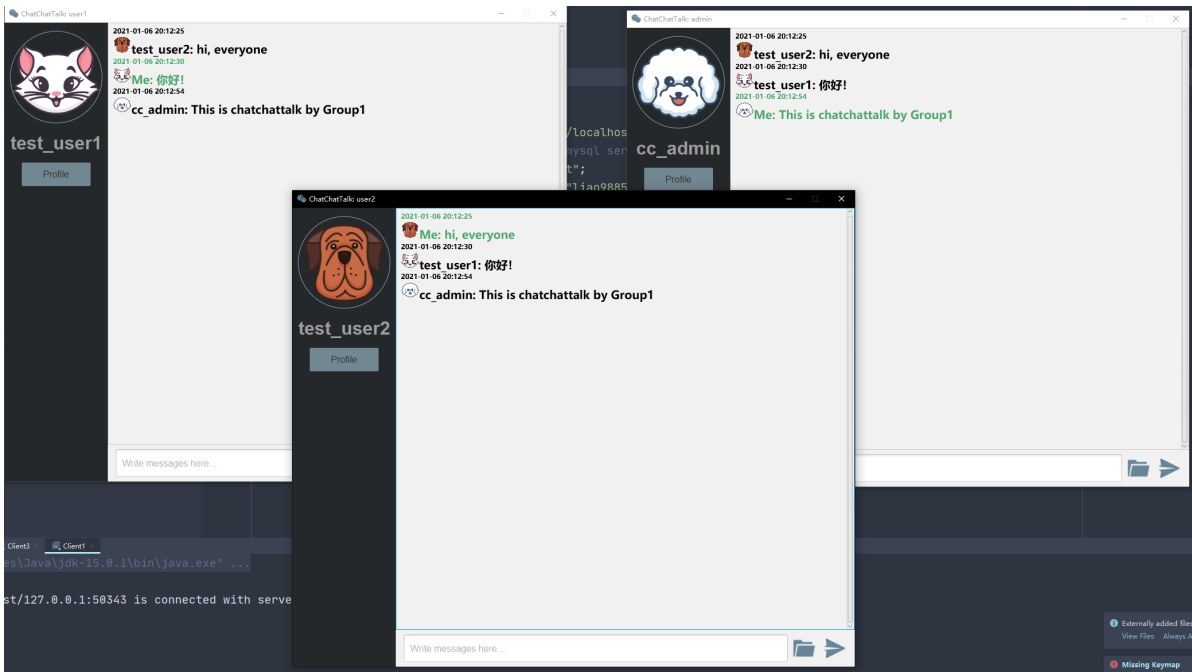 ChatChatTalk: user1
test_user1
Profile
2021-01-06 20:12:25
test_user2: hi, everyone
2021-01-06 20:12:30
Me: 你好!
2021-01-06 20:12:54
cc_admin: This is chatchattalk by Group1
Write messages here...
ChatChatTalk: admin
cc_admin
Profile
2021-01-06 20:12:25
test_user2: hi, everyone
2021-01-06 20:12:30
test_user1: 你好!
2021-01-06 20:12:54
Me: This is chatchattalk by Group1
/localhos
mysql ser
t";
"liao9885
ChatChatTalk: user2
test_user2
Profile
2021-01-06 20:12:25
Me: hi, everyone
2021-01-06 20:12:30
test_user1: 你好!
2021-01-06 20:12:54
cc_admin: This is chatchattalk by Group1
Write messages here...
Client3 Client1
es\Java\jdk-15.0.1\bin\java.exe" ...
st/127.0.0.1:50343 is connected with serve
Externally added files
View Files Always A
Missing Keymap